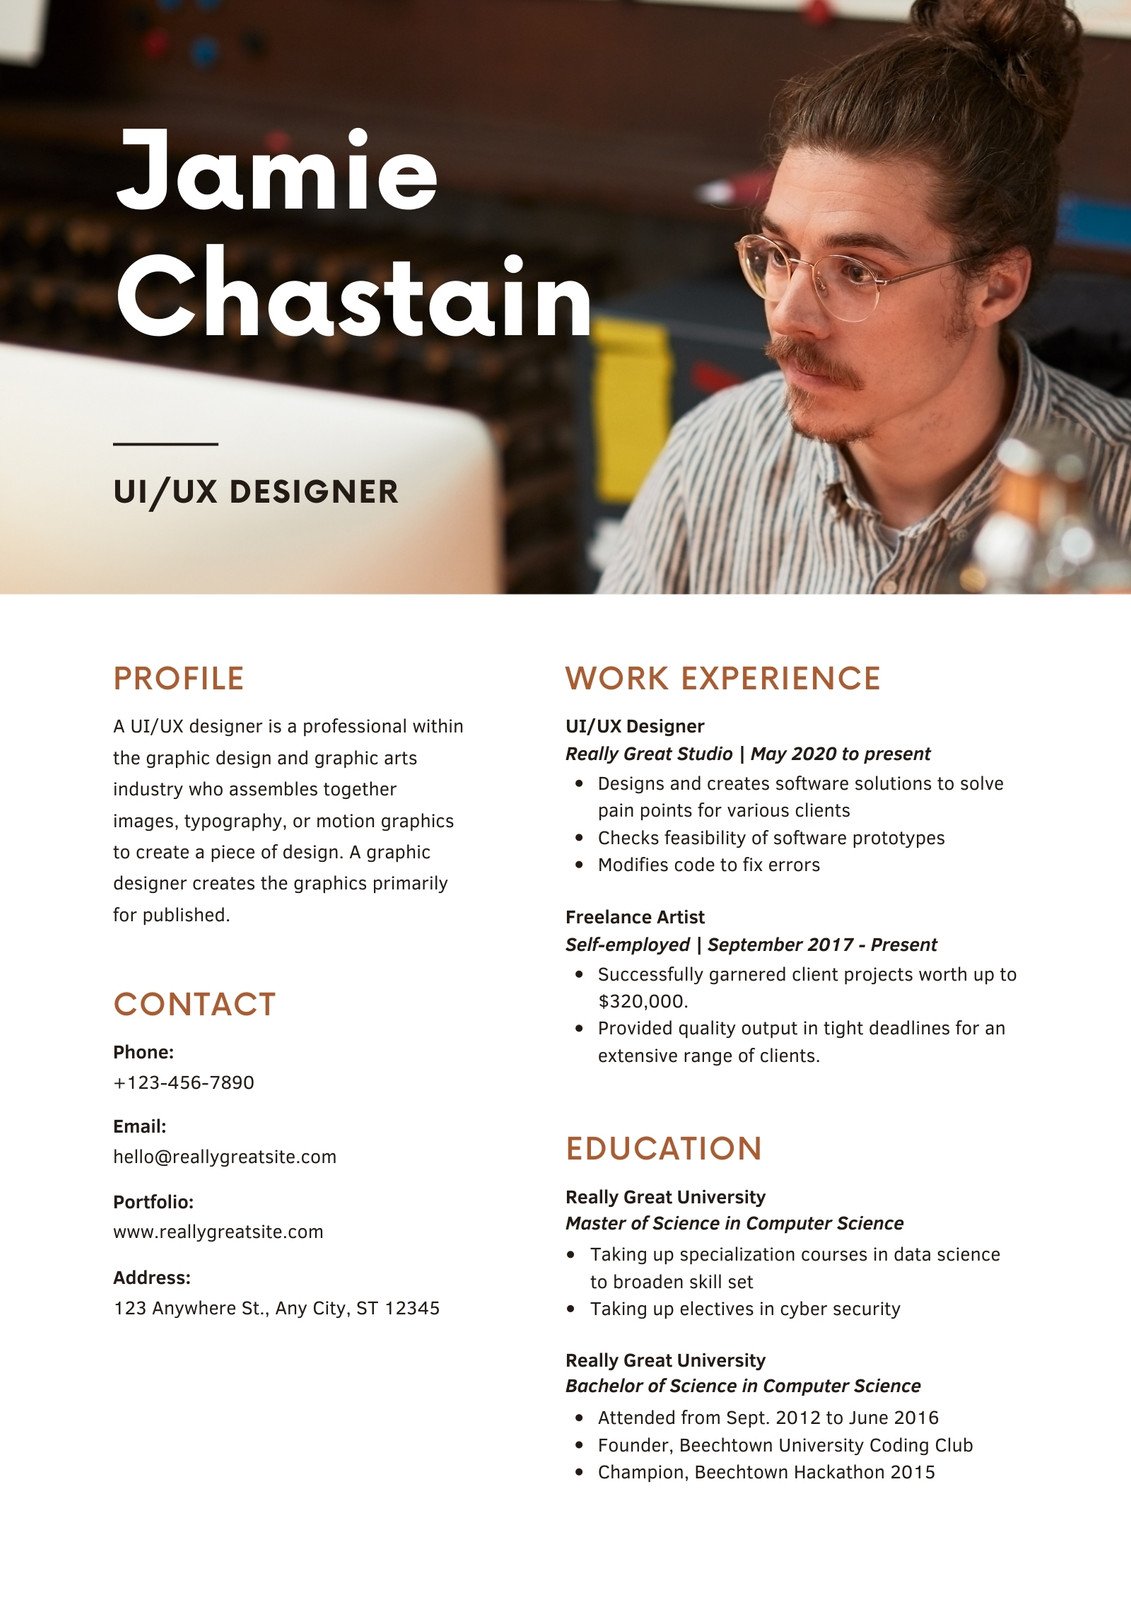 Jamie
Chastain
UI/UX DESIGNER
PROFILE
A UI/UX designer is a professional within
the graphic design and graphic arts
industry who assembles together
images, typography, or motion graphics
to create a piece of design. A graphic
designer creates the graphics primarily
for published.
CONTACT
Phone:
+123-456-7890
Email:
hello@reallygreatsite.com
Portfolio:
www.reallygreatsite.com
Address:
123 Anywhere St., Any City, ST 12345
WORK EXPERIENCE
UI/UX Designer
Really Great Studio | May 2020 to present
• Designs and creates software solutions to solve
pain points for various clients
• Checks feasibility of software prototypes
• Modifies code to fix errors
Freelance Artist
Self-employed | September 2017 - Present
• Successfully garnered client projects worth up to
$320,000.
• Provided quality output in tight deadlines for an
extensive range of clients.
EDUCATION
Really Great University
Master of Science in Computer Science
• Taking up specialization courses in data science
to broaden skill set
• Taking up electives in cyber security
Really Great University
Bachelor of Science in Computer Science
• Attended from Sept. 2012 to June 2016
• Founder, Beechtown University Coding Club
• Champion, Beechtown Hackathon 2015